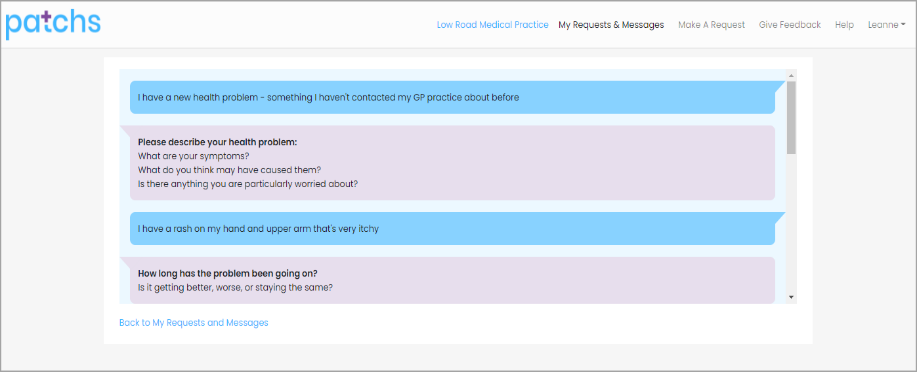 patchs
Low Road Medical Practice My Requests & Messages Make A Request Give Feedback Help Leanne
I have a new health problem - something I haven't contacted my GP practice about before
Please describe your health problem:
What are your symptoms?
What do you think may have caused them?
Is there anything you are particularly worried about?
I have a rash on my hand and upper arm that's very itchy
How long has the problem been going on?
Is it getting better, worse, or staying the same?
Back to My Requests and Messages